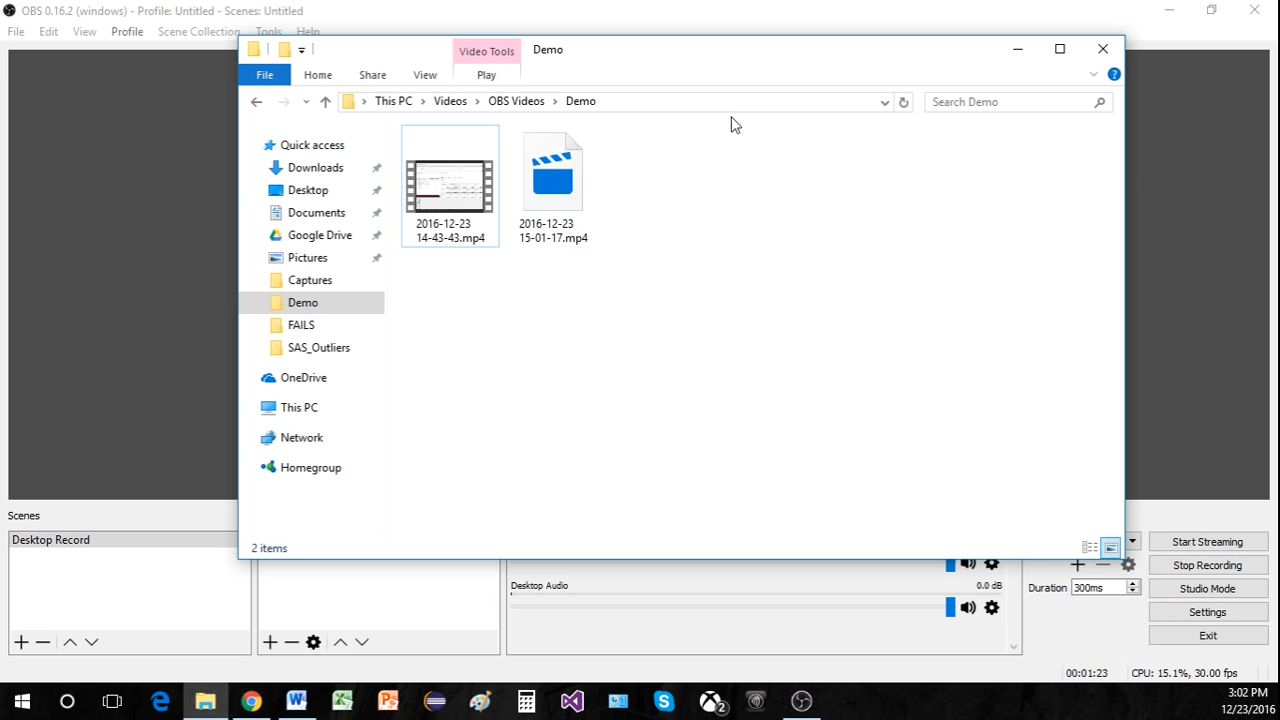 OBS 0.16.2 (windows) - Profile: Untitled - Scenes: Untitled
File Edit View Profile Scene Collection Tools Help
Video Tools Demo
File Home Share View Play
This PC Videos OBS Videos Demo
Search Demo
Quick access
Downloads
Desktop
Documents
Google Drive
Pictures
Captures
Demo
FAILS
SAS_Outliers
OneDrive
This PC
Network
Homegroup
2016-12-23
14-43-43.mp4
2016-12-23
15-01-17.mp4
2 items
Scenes
Desktop Record
Desktop Audio 0.0 dB
Duration 300ms
Start Streaming
Stop Recording
Studio Mode
Settings
Exit
00:01:23 CPU: 15.1%, 30.00 fps
2
3:02 PM
12/23/2016